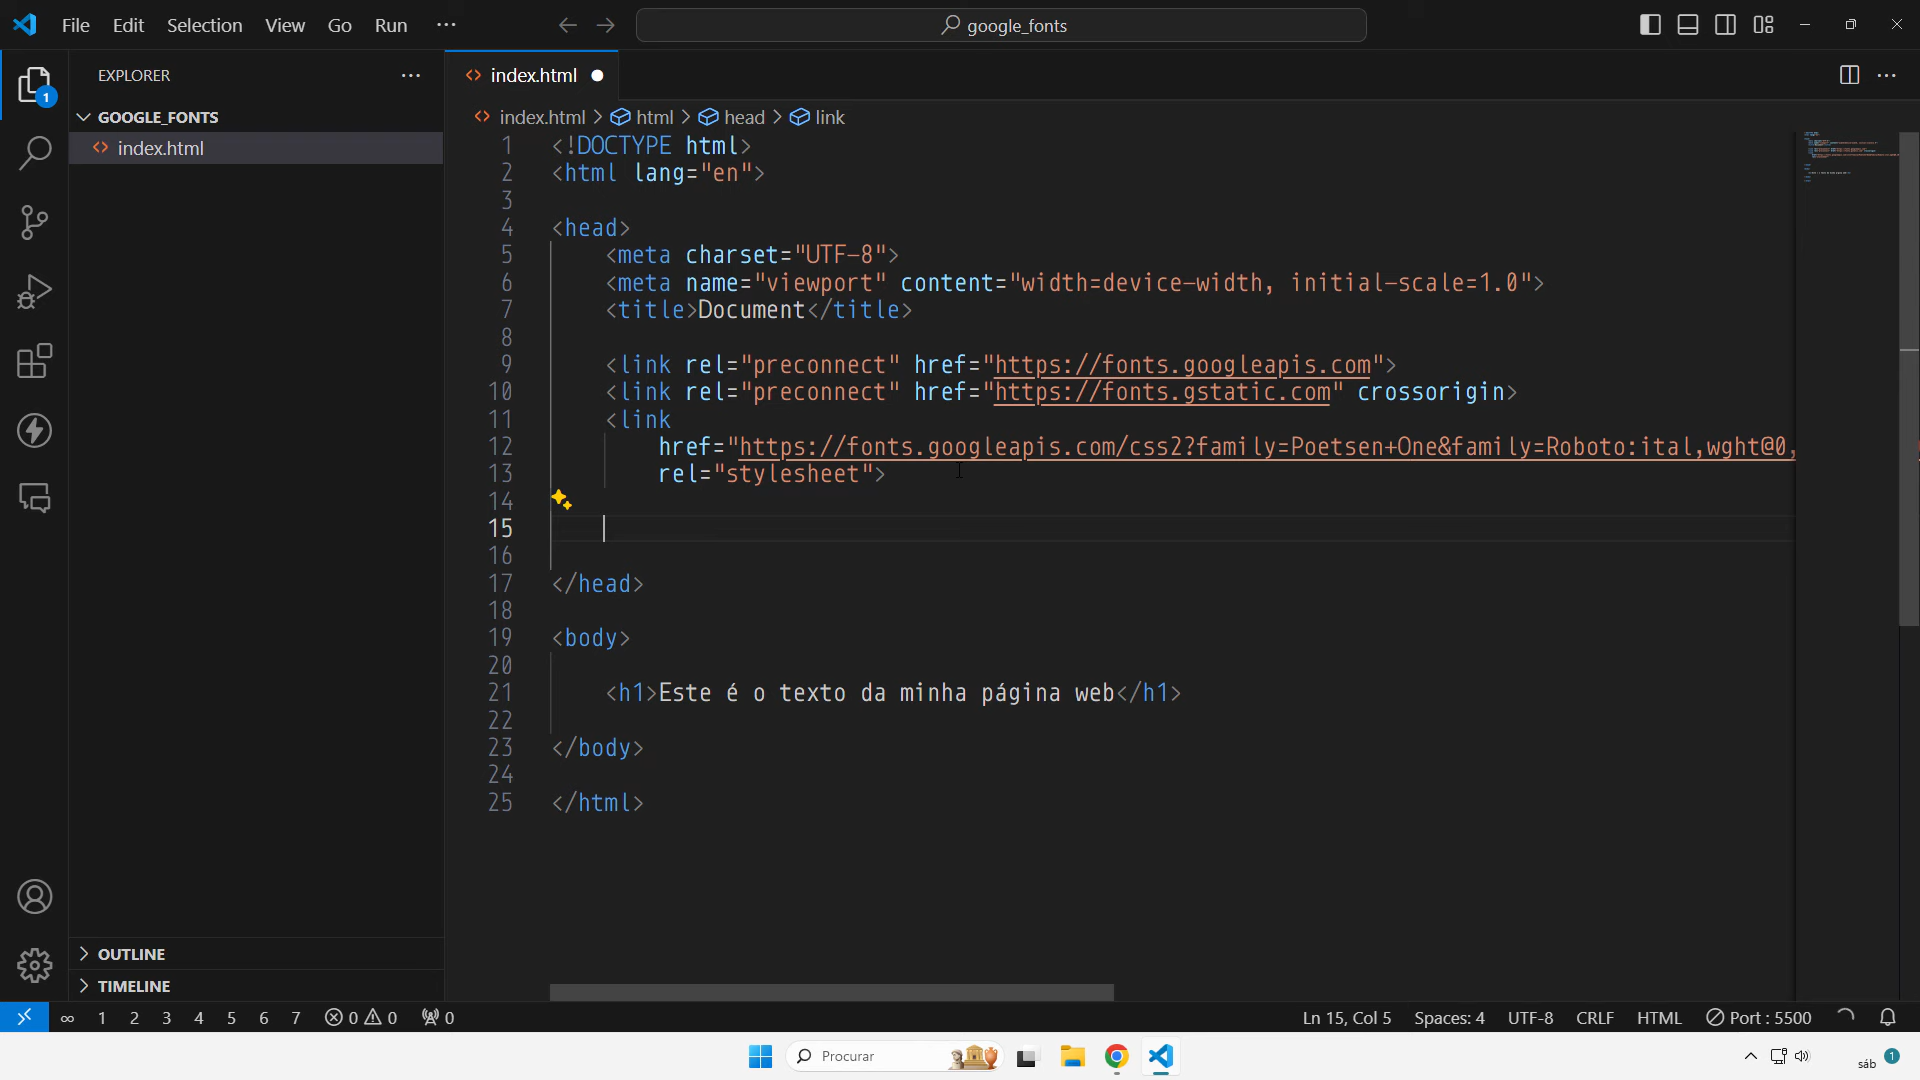 File Edit Selection View Go Run ···
google_fonts
EXPLORER
GOOGLE_FONTS
index.html
1
index.html
index.html > html > head > link
1 <!DOCTYPE html>
2 <html lang="en">
3
4 <head>
5 <meta charset="UTF-8">
6 <meta name="viewport" content="width=device-width, initial-scale=1.0">
7 <title>Document</title>
8
9 <link rel="preconnect" href="https://fonts.googleapis.com">
10 <link rel="preconnect" href="https://fonts.gstatic.com" crossorigin>
11 <link
12 href="https://fonts.googleapis.com/css2?family=Poetsen+One&family=Roboto:ital,wght@0,
13 rel="stylesheet">
14
15
16
17 </head>
18
19 <body>
20
21 <h1>Este é o texto da minha página web</h1>
22
23 </body>
24
25 </html>
OUTLINE
TIMELINE
1 2 3 4 5 6 7 0 0 0 Ln 15, Col 5 Spaces: 4 UTF-8 CRLF HTML Port : 5500
Procurar
sáb 1